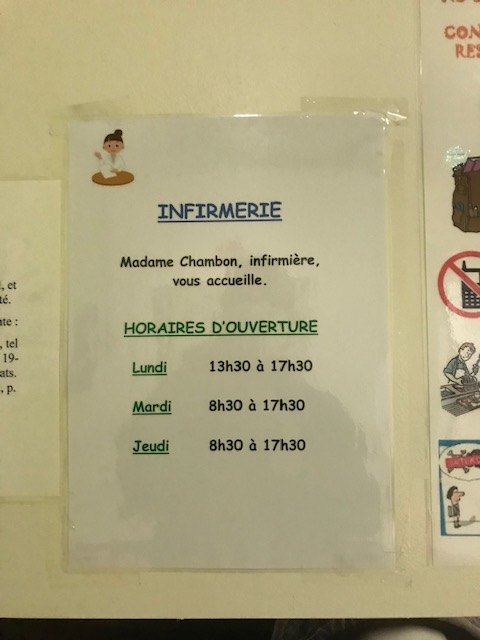 INFIRMERIE
Madame Chambon, infirmière,
vous accueille.
HORAIRES D'OUVERTURE
Lundi 13h30 à 17h30
Mardi 8h30 à 17h30
Jeudi 8h30 à 17h30
, et
té.
nte :
, tel
19-
ats.
, p.
CON
RES